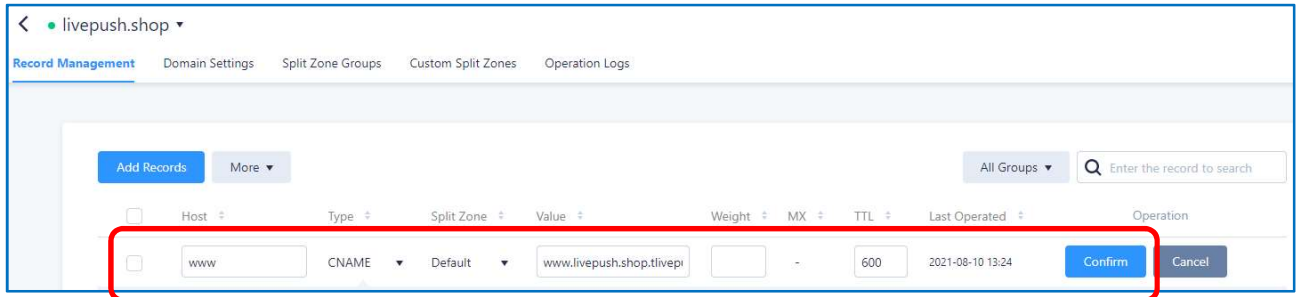 livepush.shop
Record Management Domain Settings Split Zone Groups Custom Split Zones Operation Logs
Add Records More All Groups Enter the record to search
Host Type Split Zone Value Weight MX TTL Last Operated Operation
www CNAME Default www.livepush.shop.tlivep - 600 2021-08-10 13:24 Confirm Cancel